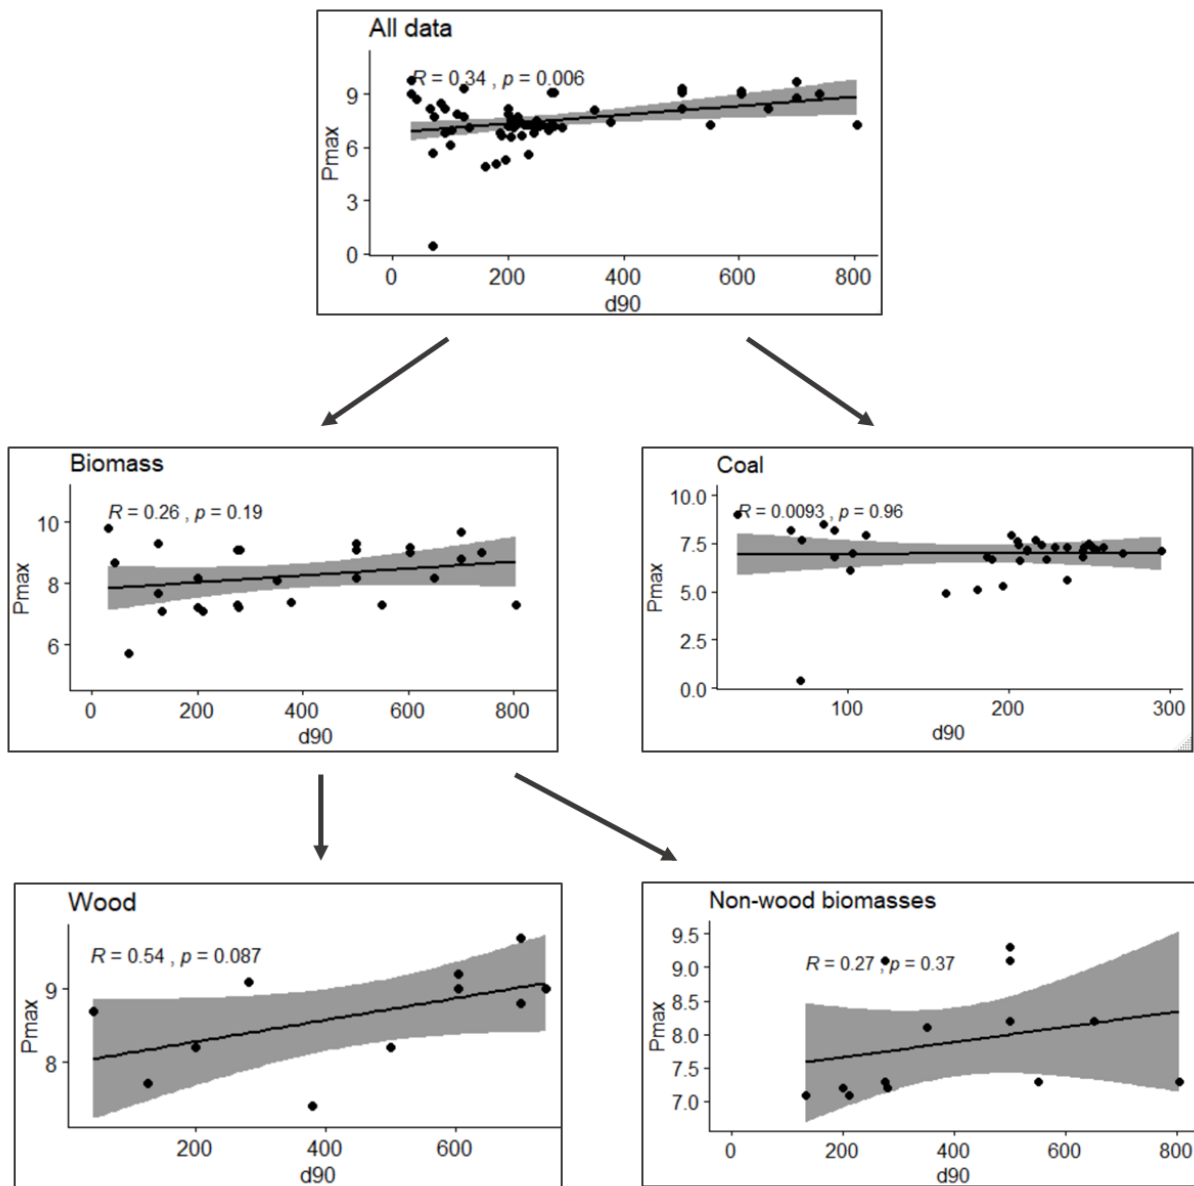 All data
R = 0.34 , p = 0.006
9
6
3
0
Pmax
0 200 400 600 800
d90
Biomass
R = 0.26 , p = 0.19
10
8
6
Pmax
0 200 400 600 800
d90
Coal
R = 0.0093 , p = 0.96
10.0
7.5
5.0
2.5
0.0
Pmax
100 200 300
d90
Wood
R = 0.54 , p = 0.087
9
8
Pmax
200 400 600
d90
Non-wood biomasses
R = 0.27 , p = 0.37
9.5
9.0
8.5
8.0
7.5
7.0
Pmax
0 200 400 600 800
d90